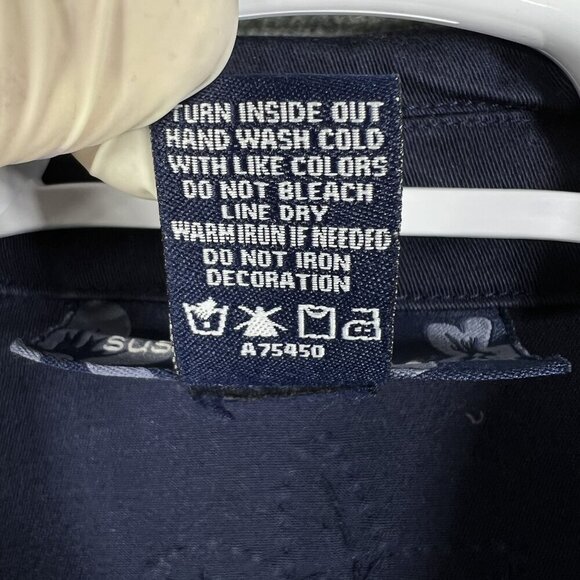 TURN INSIDE OUT
HAND WASH COLD
WITH LIKE COLORS
DO NOT BLEACH
LINE DRY
WARM IRON IF NEEDED
DO NOT IRON
DECORATION
A75450
sus